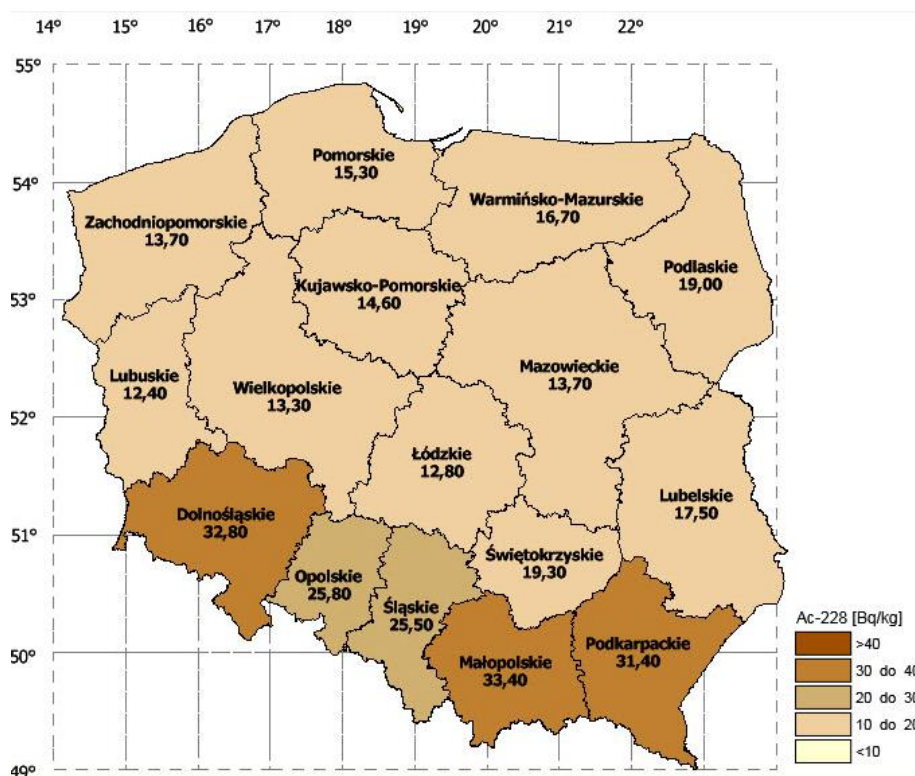 14° 15° 16° 17° 18° 19° 20° 21° 22°
55°
Pomorskie
15,30
54°
Warmińsko-Mazurskie
16,70
Zachodniopomorskie
13,70
Podlaskie
19,00
Kujawsko-Pomorskie
14,60
53°
Lubuskie
12,40
Mazowieckie
13,70
Wielkopolskie
13,30
52°
Łódzkie
12,80
Lubelskie
17,50
Dolnośląskie
32,80
51°
Świętokrzyskie
19,30
Opolskie
25,80
Śląskie
25,50
Podkarpackie
31,40
Małopolskie
33,40
50°
49°
Ac-228 [Bq/kg]
>40
30 do 40
20 do 30
10 do 20
<10